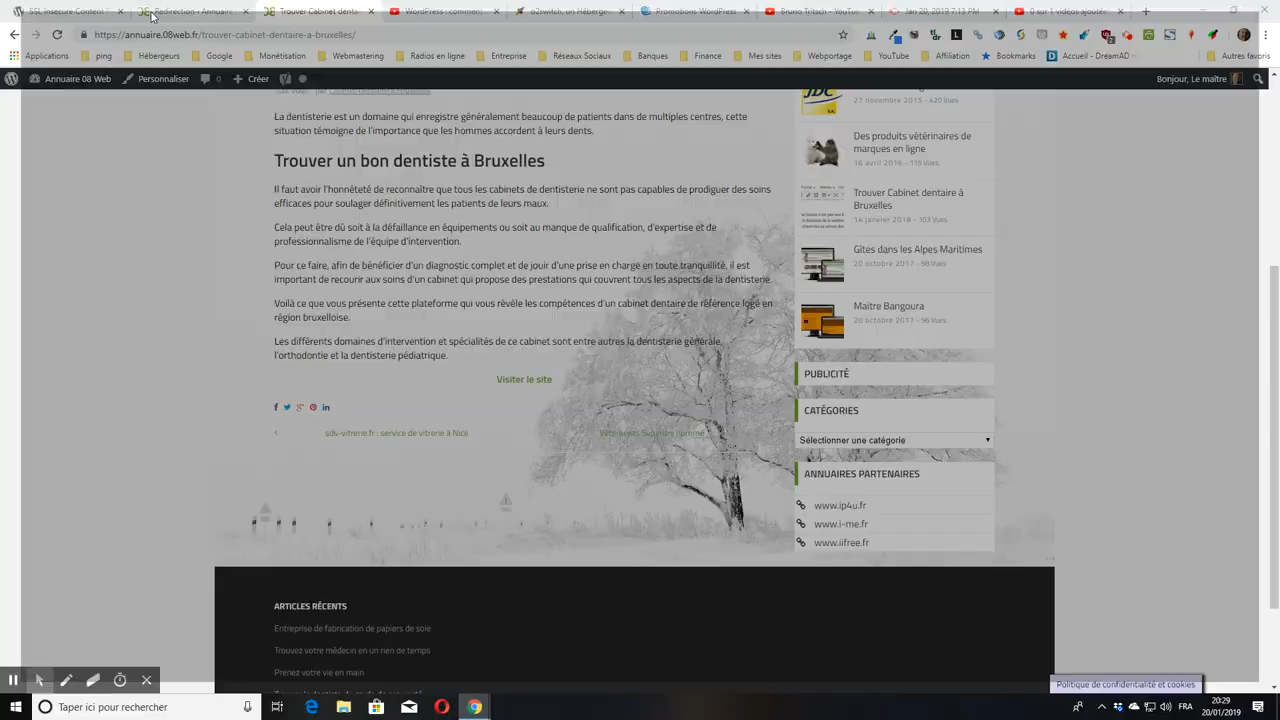 SSL Insecure Content
Redirection ‹ Annuaire
Trouver Cabinet denta
WordPress : comment
o2switch, un Héberge
Promotions WordPress
Bruno Tritsch - YouTu
Jan 20, 2019 7:13 PM
0 sur 1 vidéos ajoutée
https://annuaire.08web.fr/trouver-cabinet-dentaire-a-bruxelles/
Applications ping Hébergeurs Google Monétisation Webmastering Radios en ligne Entreprise Réseaux Sociaux Banques Finance Mes sites Webportage YouTube Affiliation Bookmarks Accueil - DreamAD Autres favoris
Annuaire 08 Web Personnaliser 0 Créer Bonjour, Le maître
La dentisterie est un domaine qui enregistre généralement beaucoup de patients dans de multiples centres, cette
situation témoigne de l'importance que les hommes accordent à leurs dents.
Trouver un bon dentiste à Bruxelles
Il faut avoir l'honnêteté de reconnaître que tous les cabinets de dentisterie ne sont pas capables de prodiguer des soins
efficaces pour soulager définitivement les patients de leurs maux.
Cela peut être dû soit à la défaillance en équipements ou soit au manque de qualification, d'expertise et de
professionnalisme de l'équipe d'intervention.
Pour ce faire, afin de bénéficier d'un diagnostic complet et de jouir d'une prise en charge en toute tranquillité, il est
important de recourir aux soins d'un cabinet qui propose des prestations qui couvrent tous les aspects de la dentisterie.
Voilà ce que vous présente cette plateforme qui vous révèle les compétences d'un cabinet dentaire de référence logé en
région bruxelloise.
Les différents domaines d'intervention et spécialités de ce cabinet sont entre autres la dentisterie générale,
l'orthodontie et la dentisterie pédiatrique.
Visiter le site
sds-vitrerie.fr : service de vitrerie à Nice
27 novembre 2015 - 420 Vues
Des produits vétérinaires de
marques en ligne
16 avril 2016 - 115 Vues
Trouver Cabinet dentaire à
Bruxelles
14 janvier 2018 - 103 Vues
Gîtes dans les Alpes Maritimes
20 octobre 2017 - 98 Vues
Maitre Bangoura
20 octobre 2017 - 96 Vues
PUBLICITÉ
CATÉGORIES
Sélectionner une catégorie
ANNUAIRES PARTENAIRES
www.ip4u.fr
www.i-me.fr
www.iifree.fr
ARTICLES RÉCENTS
Entreprise de fabrication de papiers de soie
Trouvez votre médecin en un rien de temps
Prenez votre vie en main
Politique de confidentialité et cookies
Taper ici pour rechercher
FRA
20:29
20/01/2019